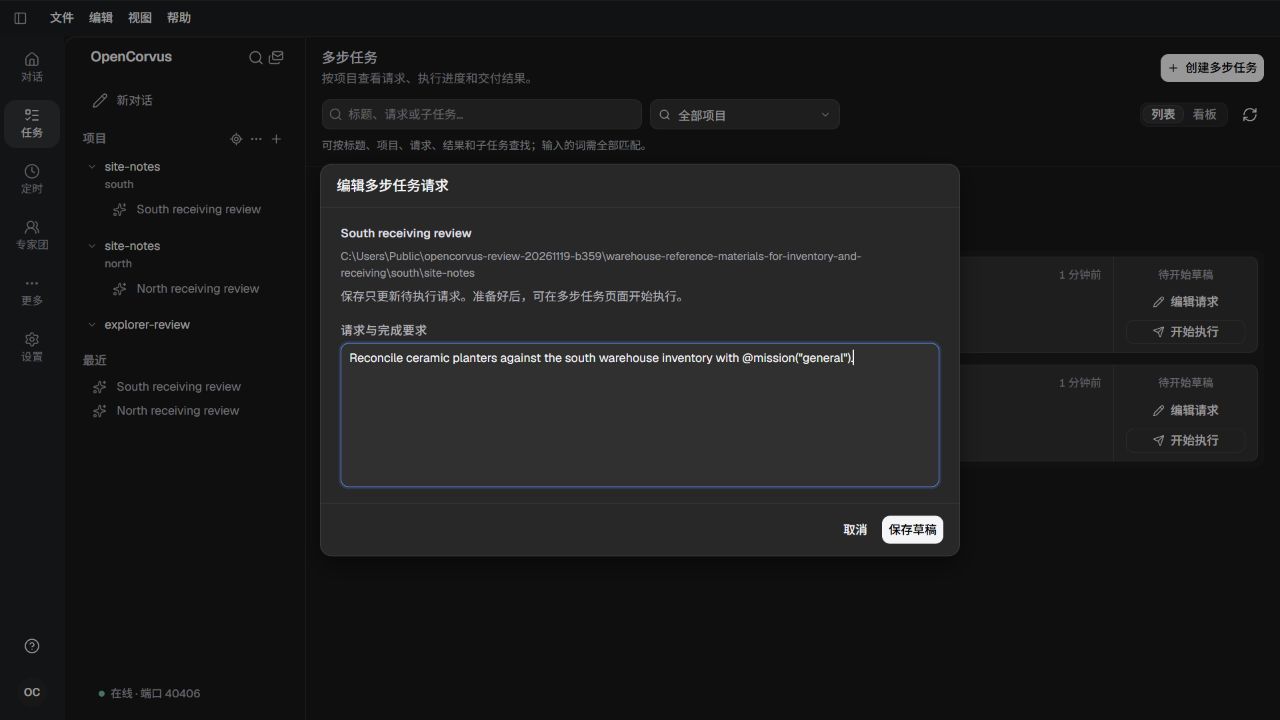 文件 编辑 视图 帮助
对话
任务
定时
专家团
更多
设置
OC
OpenCorvus
新对话
项目
site-notes
south
South receiving review
site-notes
north
North receiving review
explorer-review
最近
South receiving review
North receiving review
在线 · 端口 40406
多步任务
按项目查看请求、执行进度和交付结果。
+ 创建多步任务
标题、请求或子任务...
全部项目
列表 看板
可按标题、项目、请求、结果和子任务查找；输入的词需全部匹配。
1 分钟前
待开始草稿
编辑请求
开始执行
1 分钟前
待开始草稿
编辑请求
开始执行
编辑多步任务请求
South receiving review
C:\Users\Public\opencorvus-review-20261119-b359\warehouse-reference-materials-for-inventory-and-
receiving\south\site-notes
保存只更新待执行请求。准备好后，可在多步任务页面开始执行。
请求与完成要求
Reconcile ceramic planters against the south warehouse inventory with @mission("general").
取消 保存草稿